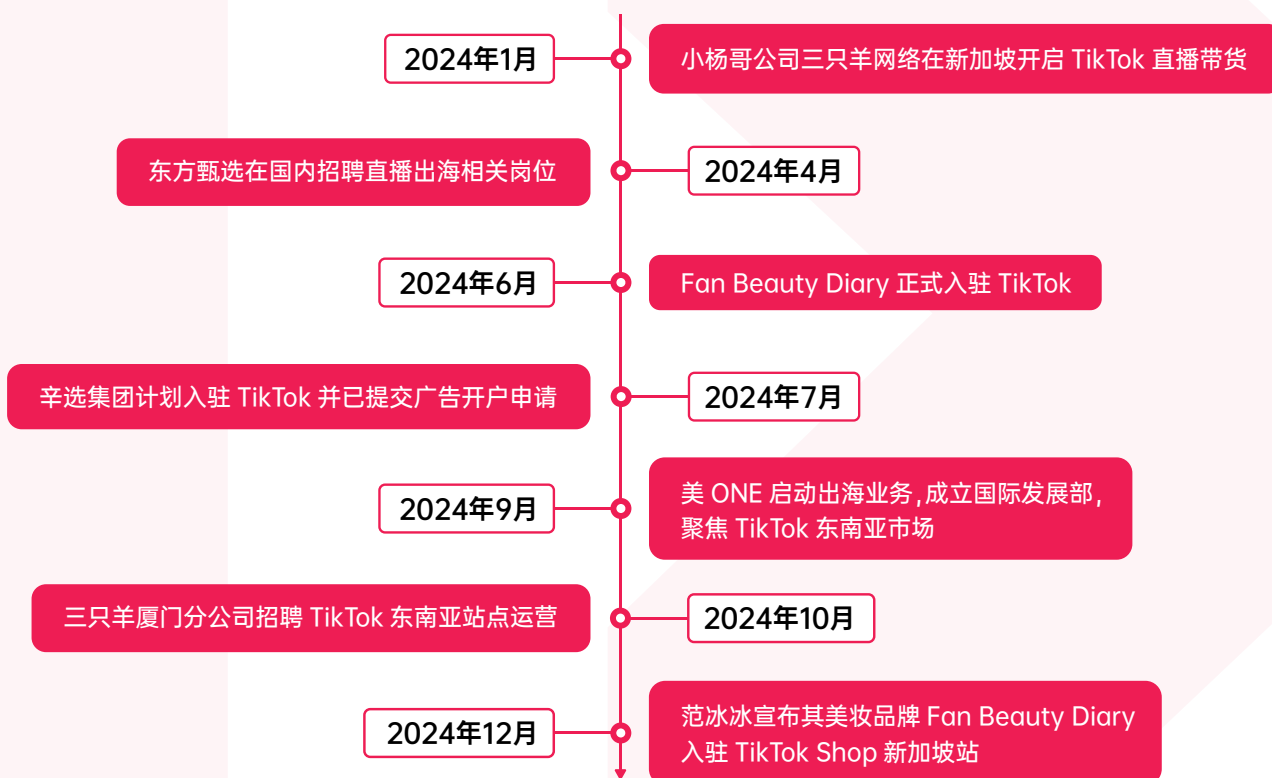 2024年1月
小杨哥公司三只羊网络在新加坡开启 TikTok 直播带货
东方甄选在国内招聘直播出海相关岗位
2024年4月
2024年6月
Fan Beauty Diary 正式入驻 TikTok
辛选集团计划入驻 TikTok 并已提交广告开户申请
2024年7月
2024年9月
美 ONE 启动出海业务,成立国际发展部,
聚焦 TikTok 东南亚市场
三只羊厦门分公司招聘 TikTok 东南亚站点运营
2024年10月
2024年12月
范冰冰宣布其美妆品牌 Fan Beauty Diary
入驻 TikTok Shop 新加坡站